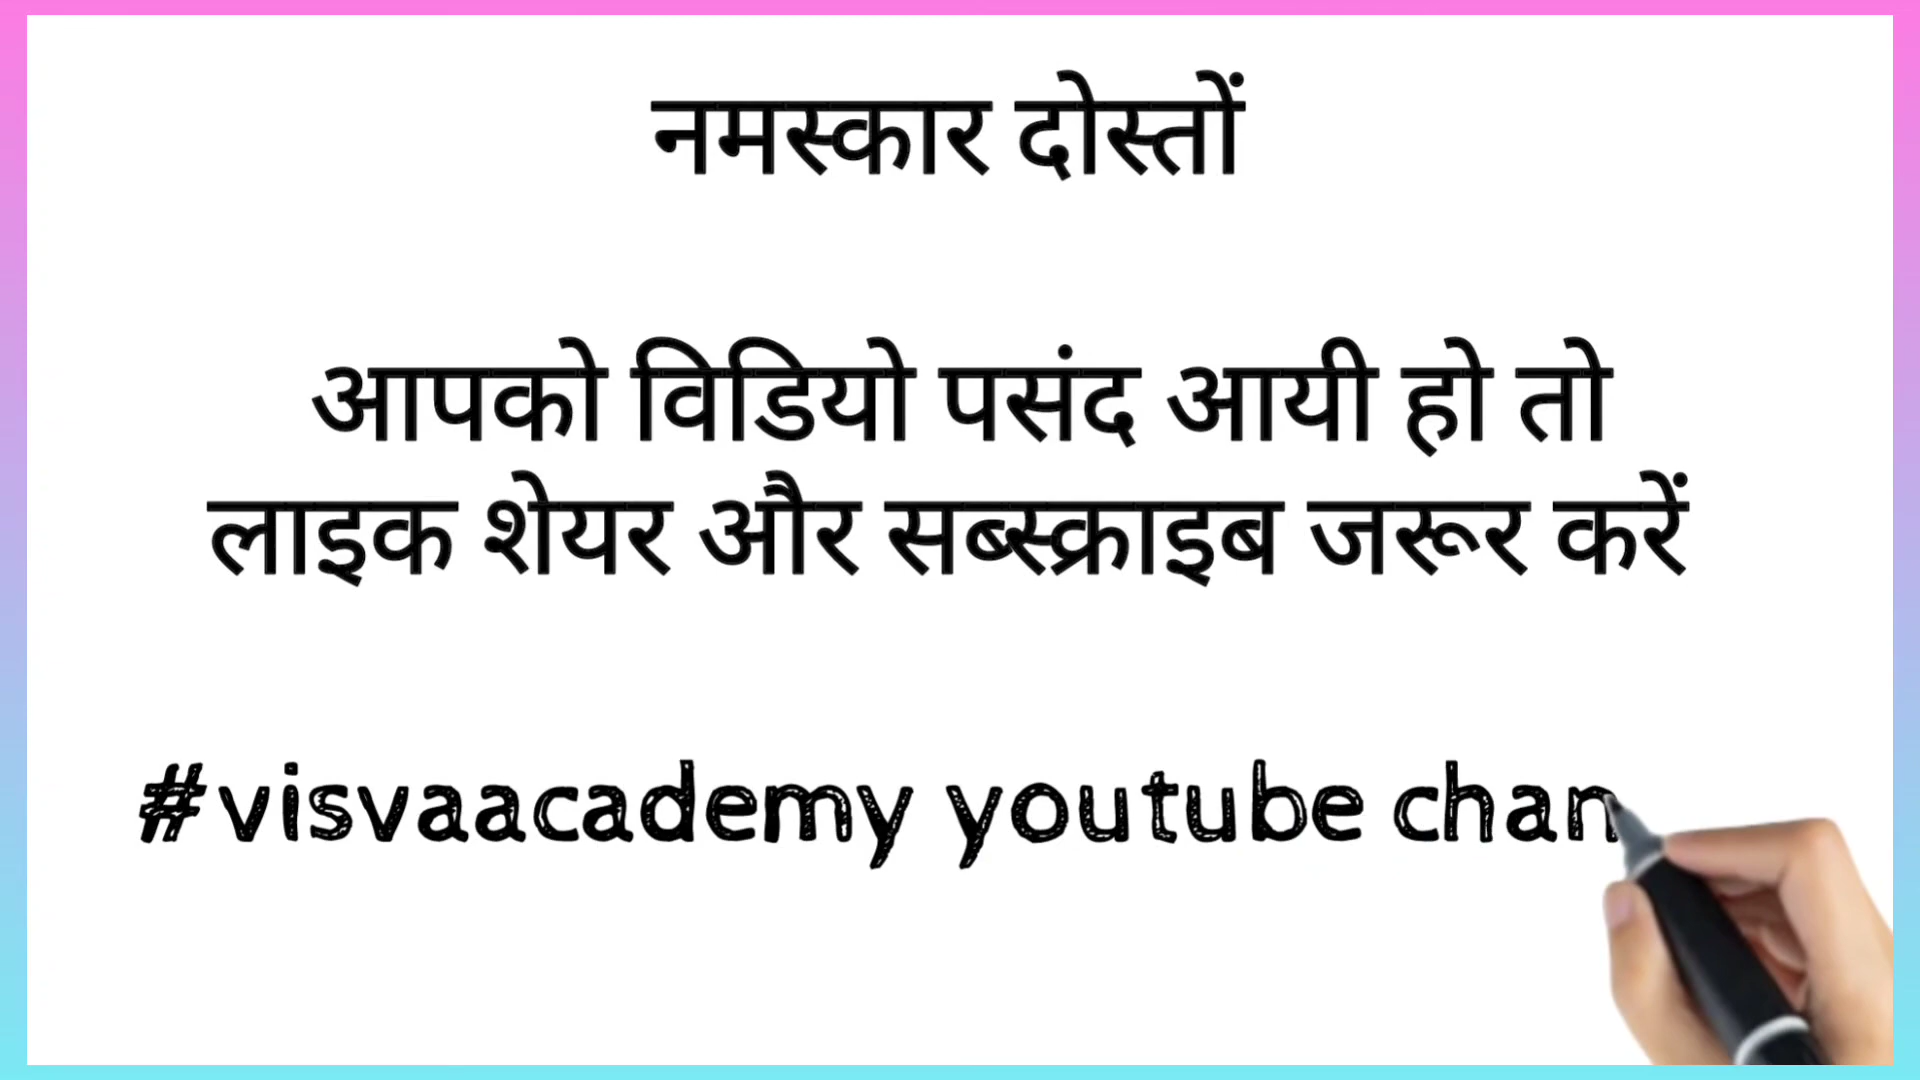 नमस्कार दोस्तों
आपको विडियो पसंद आयी हो तो
लाइक शेयर और सब्स्क्राइब जरूर करें
#visvaacademy youtube chan